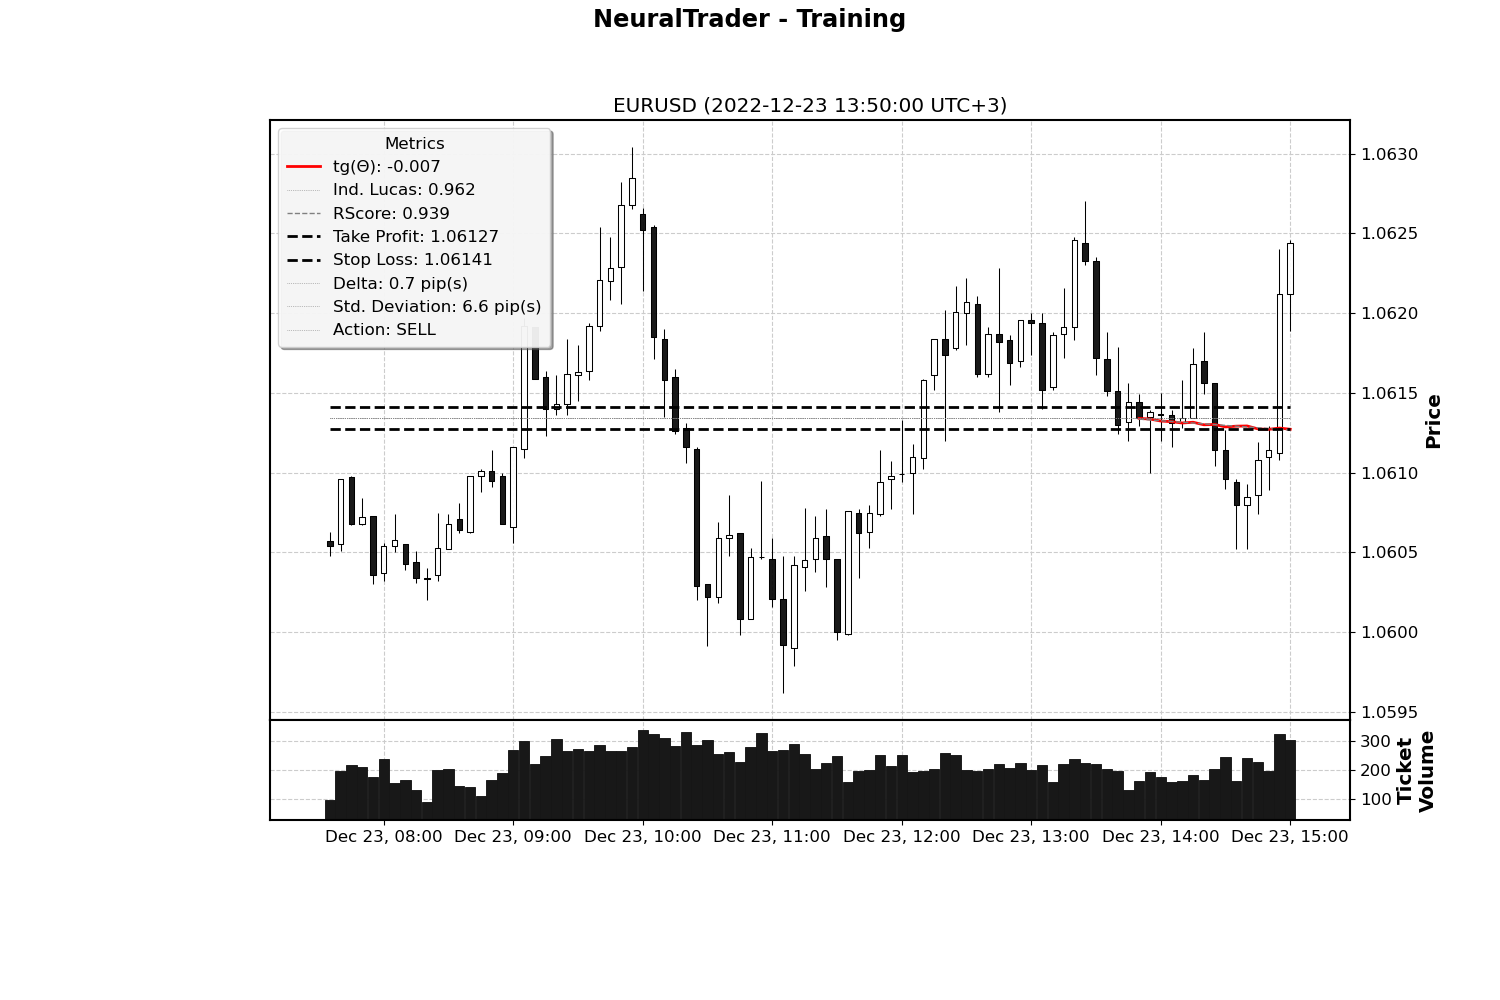 NeuralTrader - Training
EURUSD (2022-12-23 13:50:00 UTC+3)
Metrics
tg(Θ): -0.007
Ind. Lucas: 0.962
RScore: 0.939
Take Profit: 1.06127
Stop Loss: 1.06141
Delta: 0.7 pip(s)
Std. Deviation: 6.6 pip(s)
Action: SELL
1.0630
1.0625
1.0620
1.0615
1.0610
1.0605
1.0600
1.0595
Price
300
200
100
Ticket
Volume
Dec 23, 08:00
Dec 23, 09:00
Dec 23, 10:00
Dec 23, 11:00
Dec 23, 12:00
Dec 23, 13:00
Dec 23, 14:00
Dec 23, 15:00